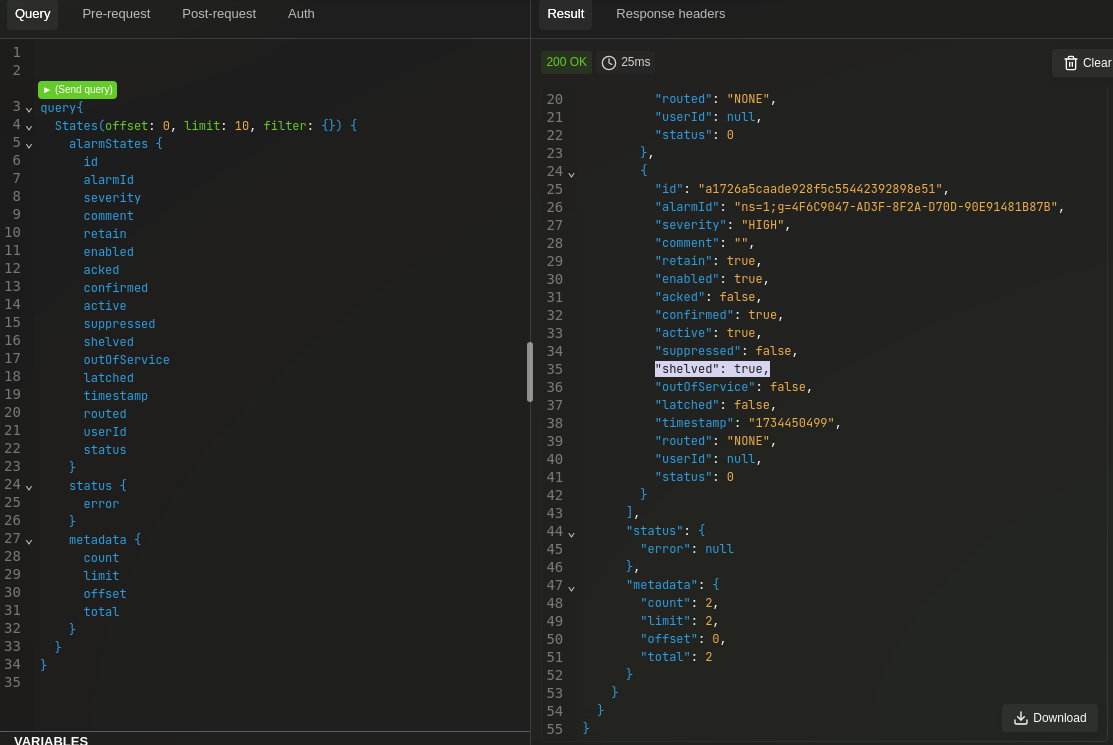 Query Pre-request Post-request Auth
1
2
▶ (Send query)
3 query{
4 States(offset: 0, limit: 10, filter: {}) {
5 alarmStates {
6 id
7 alarmId
8 severity
9 comment
10 retain
11 enabled
12 acked
13 confirmed
14 active
15 suppressed
16 shelved
17 outOfService
18 latched
19 timestamp
20 routed
21 userId
22 status
23 }
24 status {
25 error
26 }
27 metadata {
28 count
29 limit
30 offset
31 total
32 }
33 }
34 }
35
VARIABLES
Result Response headers
200 OK 25ms Clear
20 "routed": "NONE",
21 "userId": null,
22 "status": 0
23 },
24 {
25 "id": "a1726a5caade928f5c55442392898e51",
26 "alarmId": "ns=1;g=4F6C9047-AD3F-8F2A-D70D-90E91481B87B",
27 "severity": "HIGH",
28 "comment": "",
29 "retain": true,
30 "enabled": true,
31 "acked": false,
32 "confirmed": true,
33 "active": true,
34 "suppressed": false,
35 "shelved": true,
36 "outOfService": false,
37 "latched": false,
38 "timestamp": "1734450499",
39 "routed": "NONE",
40 "userId": null,
41 "status": 0
42 }
43 ],
44 "status": {
45 "error": null
46 },
47 "metadata": {
48 "count": 2,
49 "limit": 2,
50 "offset": 0,
51 "total": 2
52 }
53 }
54 }
55 }
Download